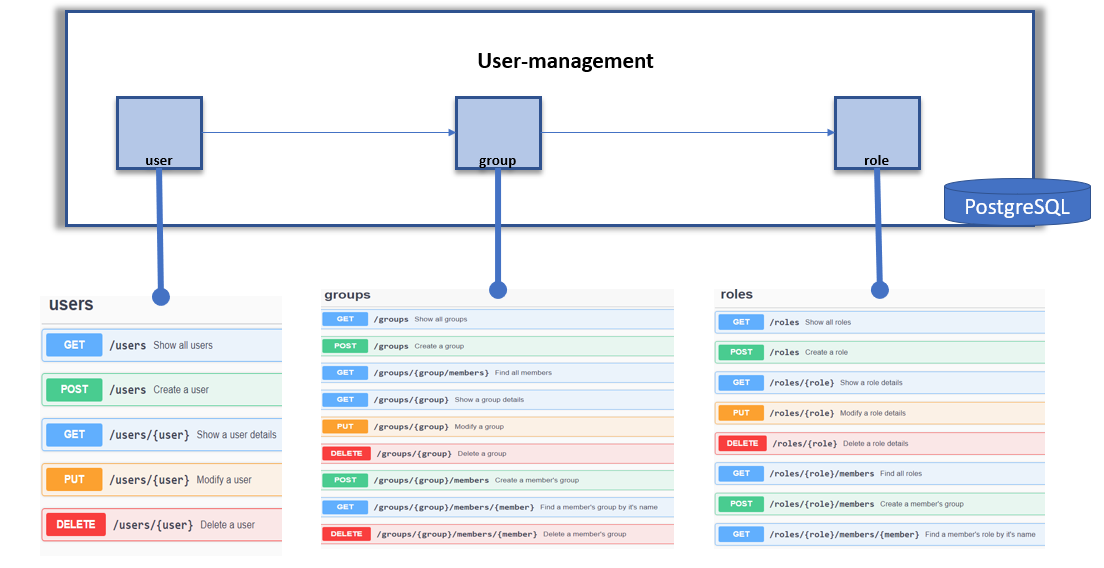 User-management
user
group
role
PostgreSQL
users
GET /users Show all users
POST /users Create a user
GET /users/{user} Show a user details
PUT /users/{user} Modify a user
DELETE /users/{user} Delete a user
groups
GET /groups Show all groups
POST /groups Create a group
GET /groups/{group/members} Find all members
GET /groups/{group} Show a group details
PUT /groups/{group} Modify a group
DELETE /groups/{group} Delete a group
POST /groups/{group}/members Create a member's group
GET /groups/{group}/members/{member} Find a member's group by it's name
DELETE /groups/{group}/members/{member} Delete a member's group
roles
GET /roles Show all roles
POST /roles Create a role
GET /roles/{role} Show a role details
PUT /roles/{role} Modify a role details
DELETE /roles/{role} Delete a role details
GET /roles/{role}/members Find all roles
POST /roles/{role}/members Create a member's group
GET /roles/{role}/members/{member} Find a member's role by it's name